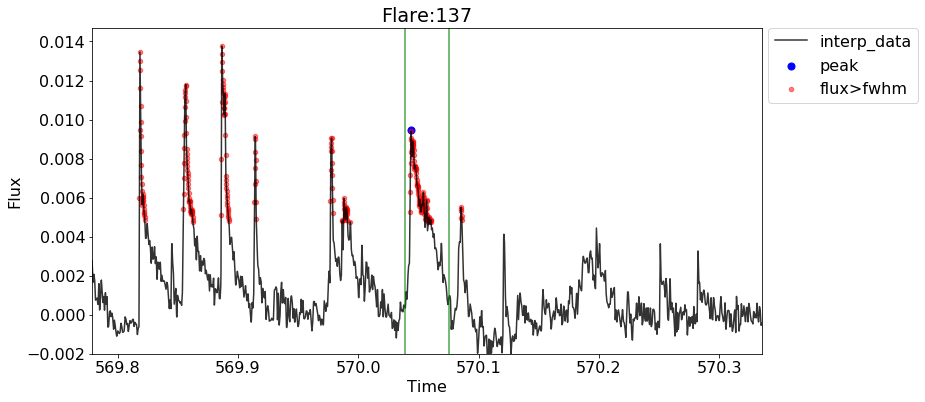 Flare:137
0.014
0.012
0.010
0.008
0.006
0.004
0.002
0.000
−0.002
Flux
569.8 569.9 570.0 570.1 570.2 570.3
Time
interp_data
peak
flux>fwhm